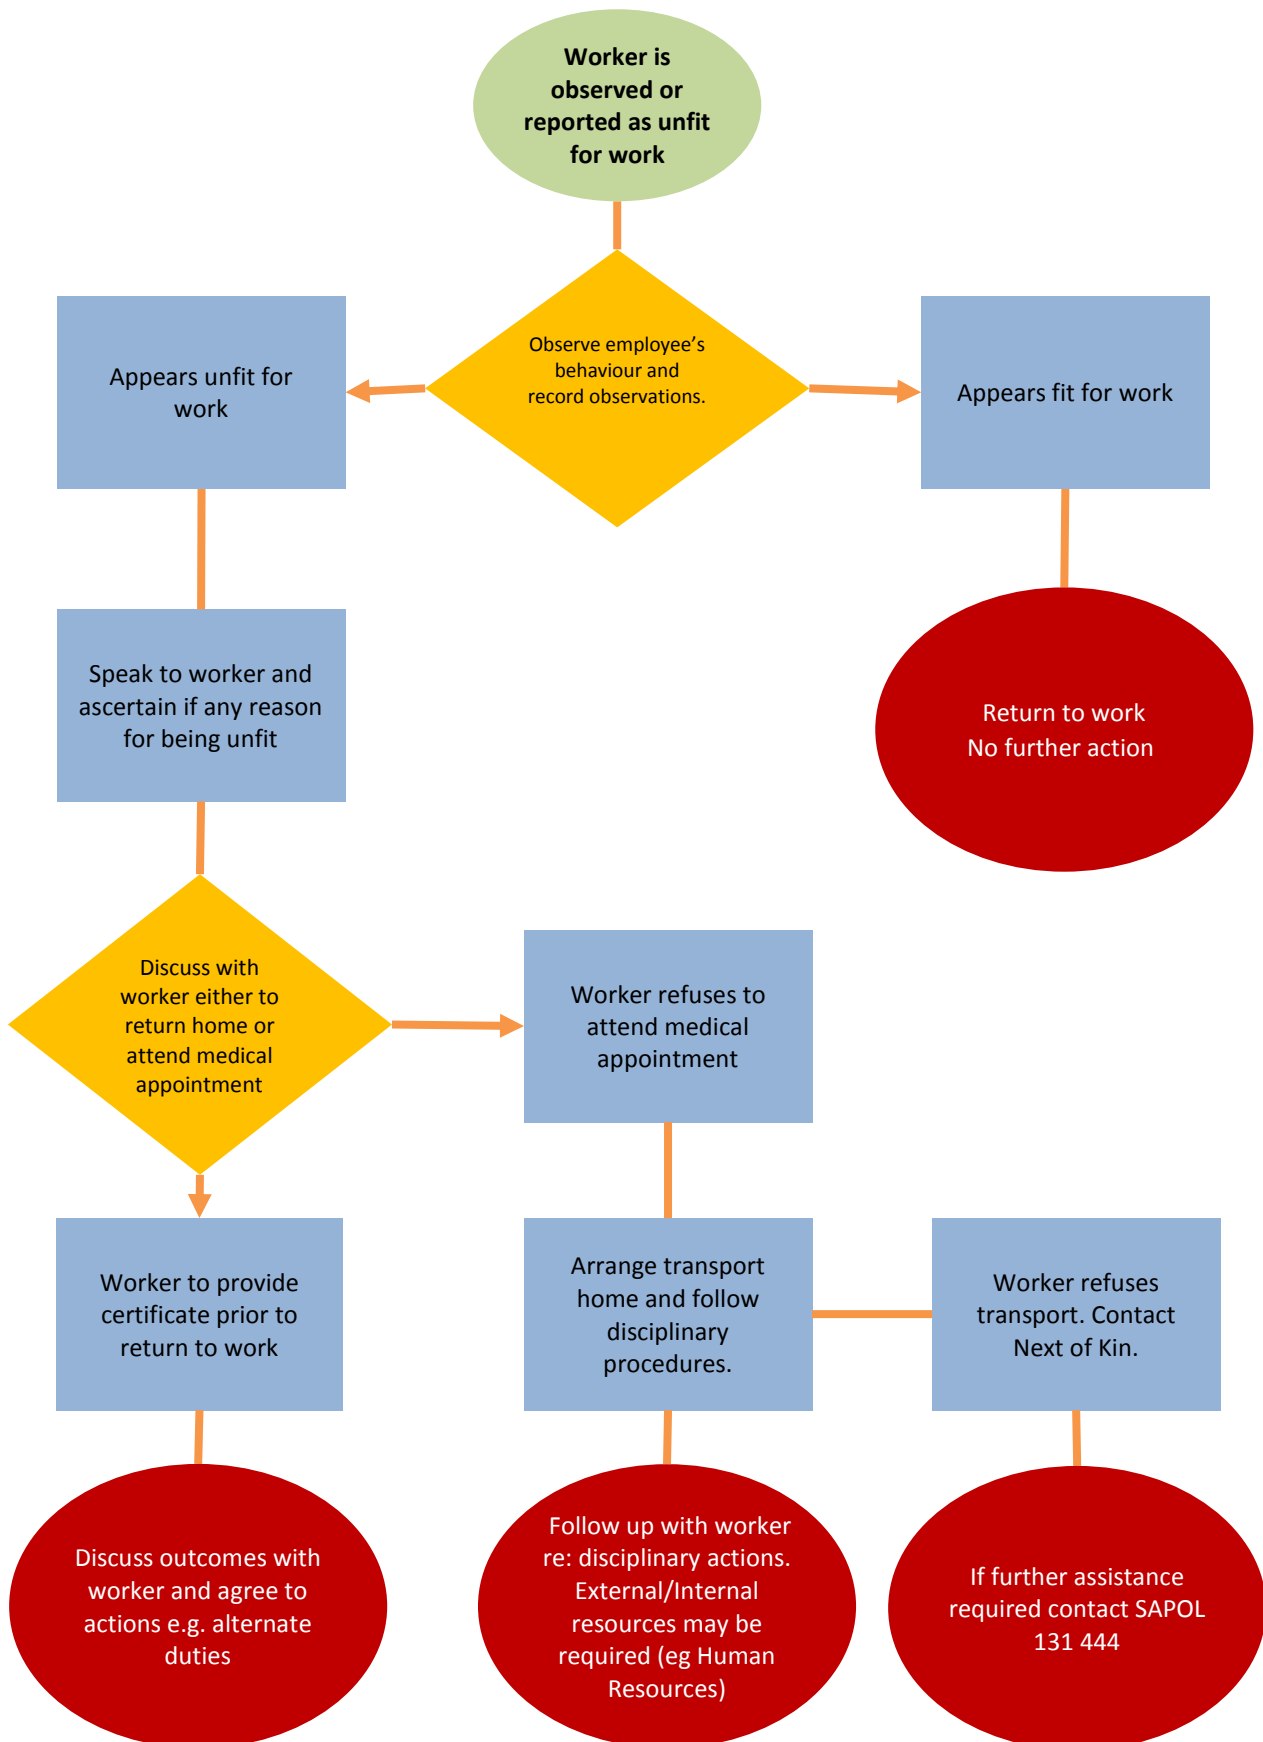 Worker is
observed or
reported as unfit
for work
Observe employee’s
behaviour and
record observations.
Appears unfit for
work
Appears fit for work
Speak to worker and
ascertain if any reason
for being unfit
Return to work
No further action
Discuss with
worker either to
return home or
attend medical
appointment
Worker refuses to
attend medical
appointment
Worker to provide
certificate prior to
return to work
Arrange transport
home and follow
disciplinary
procedures.
Worker refuses
transport. Contact
Next of Kin.
Discuss outcomes with
worker and agree to
actions e.g. alternate
duties
Follow up with worker
re: disciplinary actions.
External/Internal
resources may be
required (eg Human
Resources)
If further assistance
required contact SAPOL
131 444